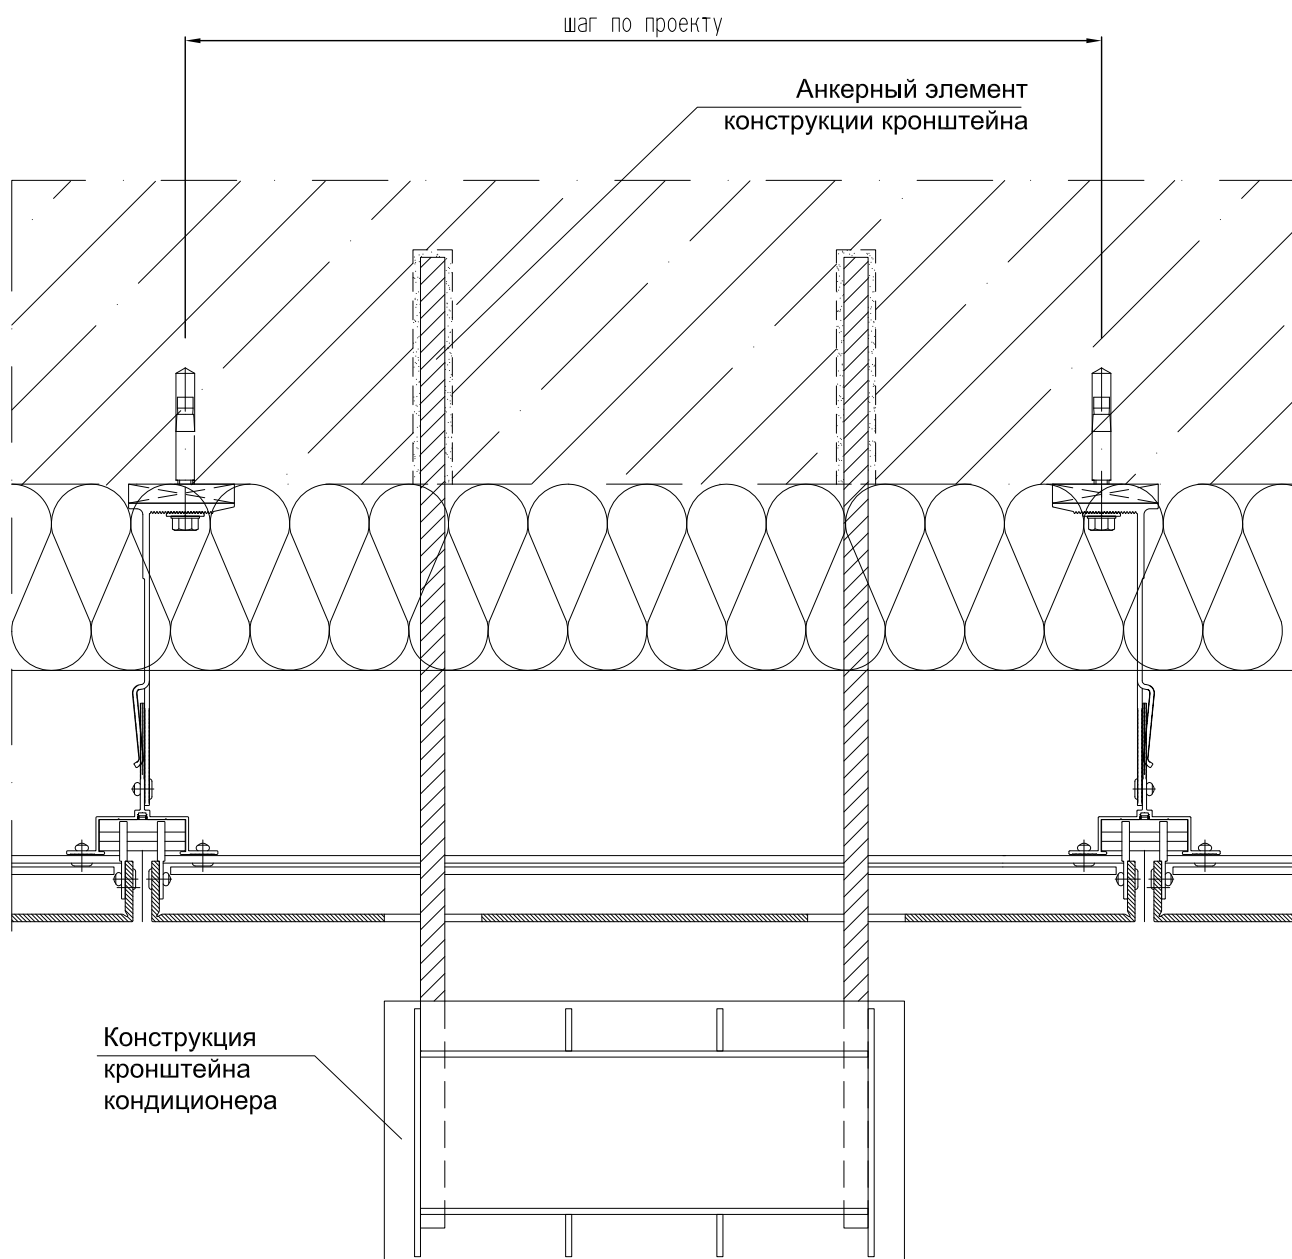 шаг по проекту
Анкерный элемент
конструкции кронштейна
Конструкция
кронштейна
кондиционера